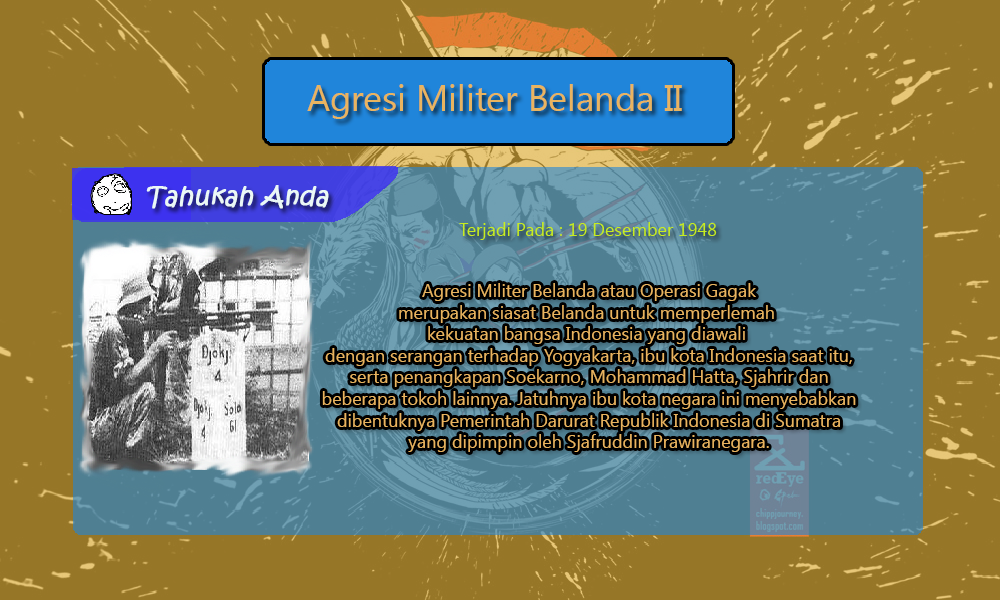 Agresi Militer Belanda II
Tahukah Anda
Terjadi Pada : 19 Desember 1948
Agresi Militer Belanda atau Operasi Gagak
merupakan siasat Belanda untuk memperlemah
kekuatan bangsa Indonesia yang diawali
dengan serangan terhadap Yogyakarta, ibu kota Indonesia saat itu,
serta penangkapan Soekarno, Mohammad Hatta, Sjahrir dan
beberapa tokoh lainnya. Jatuhnya ibu kota negara ini menyebabkan
dibentuknya Pemerintah Darurat Republik Indonesia di Sumatra
yang dipimpin oleh Sjafruddin Prawiranegara.
Djokj.
4
Djokj. Solo
4 61
redEye
chippjourney.
blogspot.com